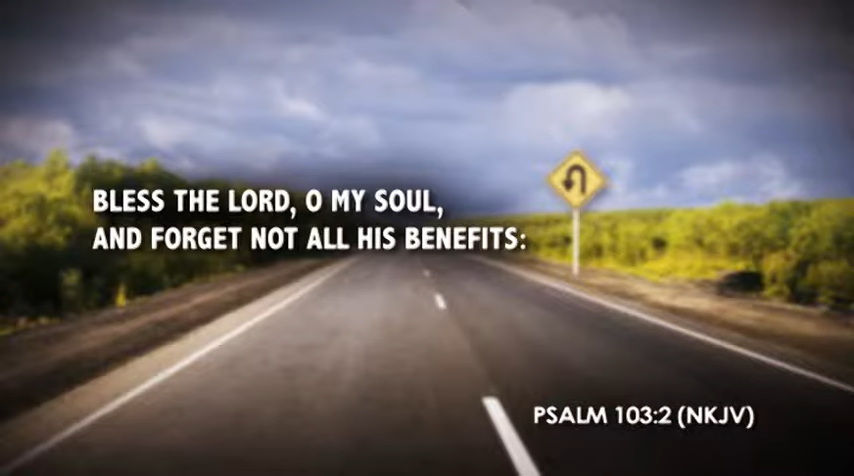 BLESS THE LORD, O MY SOUL,
AND FORGET NOT ALL HIS BENEFITS:
PSALM 103:2 (NKJV)